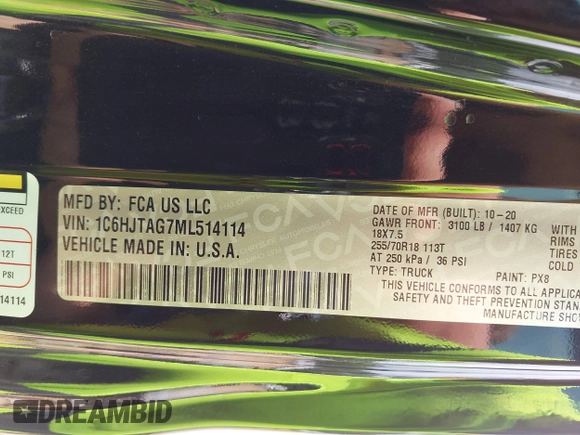 XCEED
12T
PSI
14114
MFD BY: FCA US LLC
VIN: 1C6HJTAG7ML514114
VEHICLE MADE IN: U.S.A.
DATE OF MFR (BUILT): 10-20
GAWR FRONT: 3100 LB / 1407 KG
18X7.5
255/70R18 113T
AT 250 kPa / 36 PSI
TYPE: TRUCK
PAINT: PX8
THIS VEHICLE CONFORMS TO ALL APPLICA
SAFETY AND THEFT PREVENTION STAN
MANUFACTURE SHO
WITH
RIMS
TIRES
COLD
DREAMBID